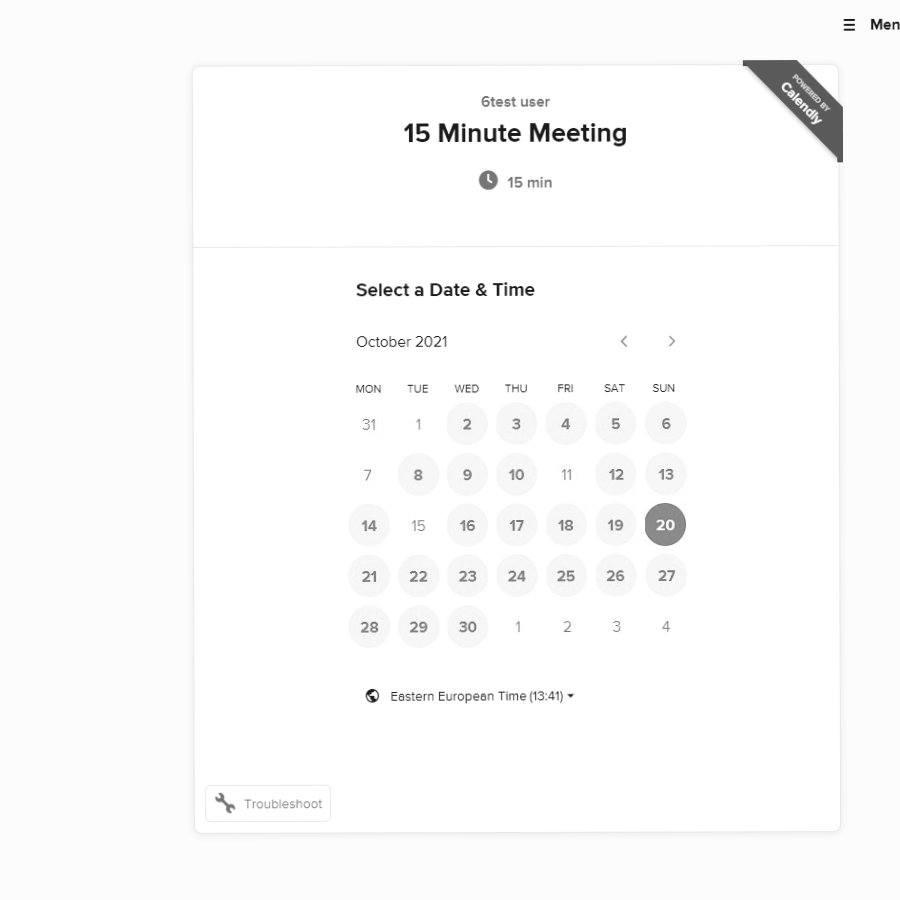 ☰ Men
POWERED BY
Calendly
6test user
15 Minute Meeting
15 min
Select a Date & Time
October 2021
MON TUE WED THU FRI SAT SUN
31 1 2 3 4 5 6
7 8 9 10 11 12 13
14 15 16 17 18 19 20
21 22 23 24 25 26 27
28 29 30 1 2 3 4
Eastern European Time (13:41)
Troubleshoot